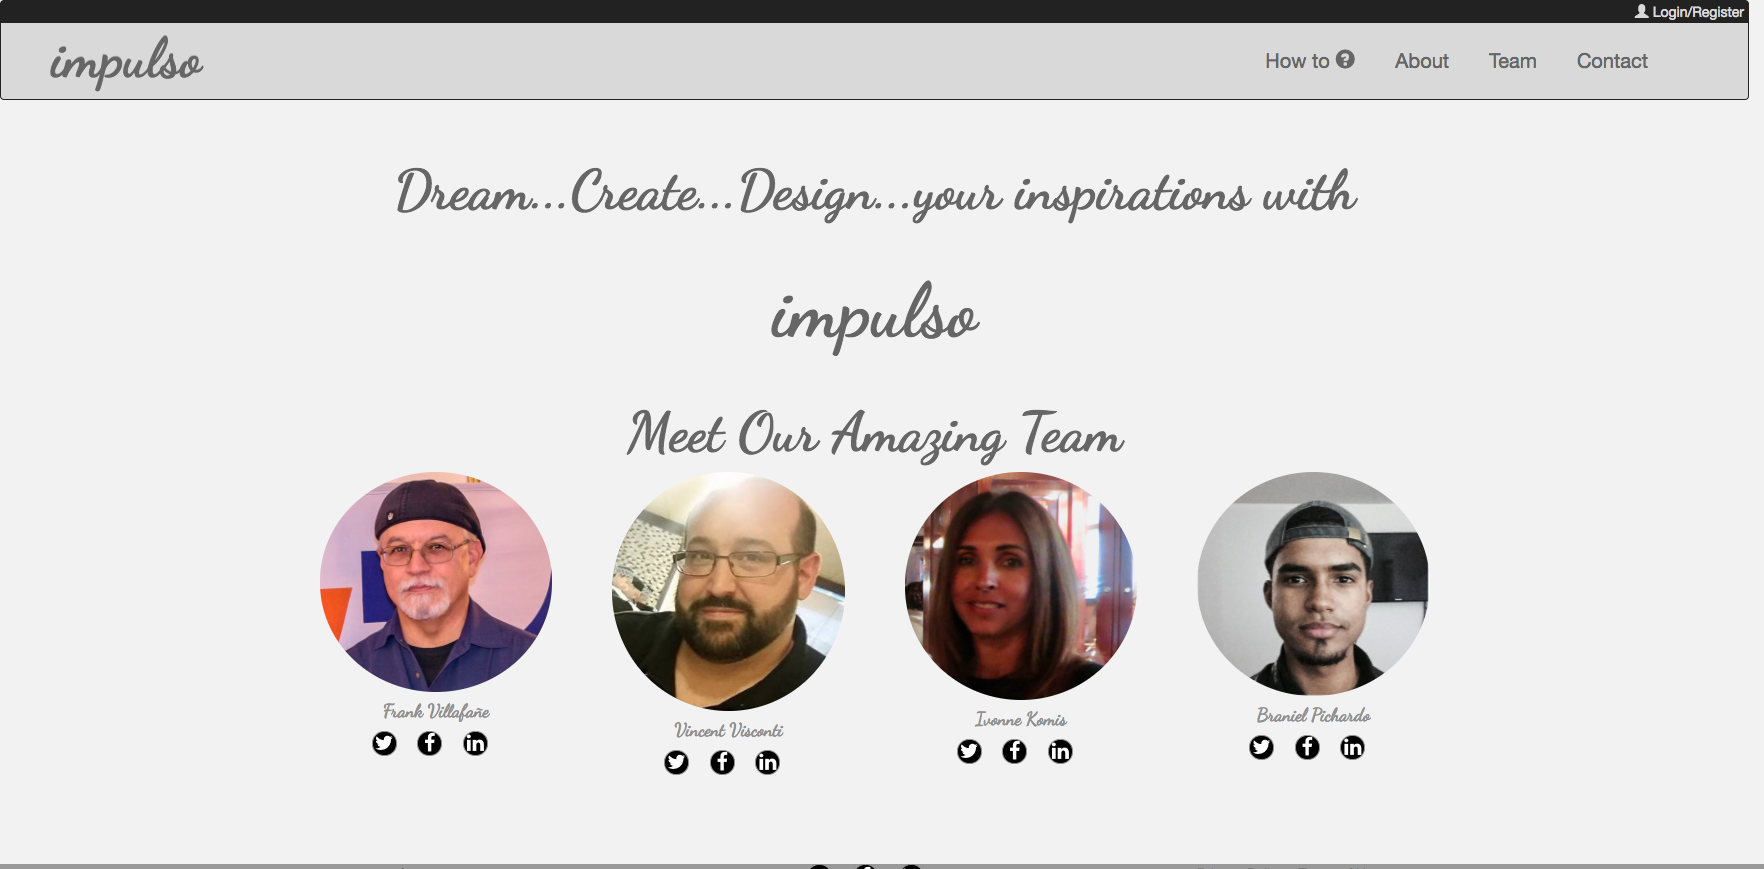 Login/Register
impulso
How to ?
About
Team
Contact
Dream...Create...Design...your inspirations with
impulso
Meet Our Amazing Team
Frank Villafañe
Vincent Visconti
Ivonne Komis
Braniel Pichardo